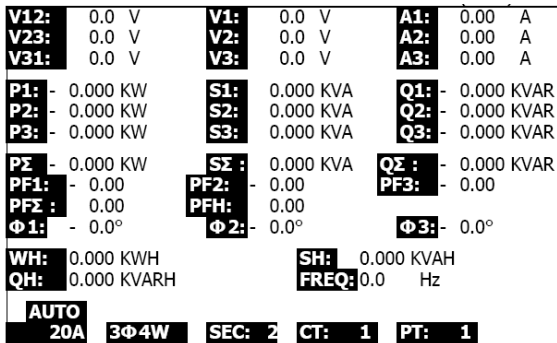 V12: 0.0 V V1: 0.0 V A1: 0.00 A
V23: 0.0 V V2: 0.0 V A2: 0.00 A
V31: 0.0 V V3: 0.0 V A3: 0.00 A
P1: - 0.000 KW S1: 0.000 KVA Q1: - 0.000 KVAR
P2: - 0.000 KW S2: 0.000 KVA Q2: - 0.000 KVAR
P3: - 0.000 KW S3: 0.000 KVA Q3: - 0.000 KVAR
PΣ - 0.000 KW SΣ : 0.000 KVA QΣ : - 0.000 KVAR
PF1: - 0.00 PF2: - 0.00 PF3: - 0.00
PFΣ : 0.00 PFH: 0.00
Φ1: - 0.0° Φ2: - 0.0° Φ3: - 0.0°
WH: 0.000 KWH SH: 0.000 KVAH
QH: 0.000 KVARH FREQ: 0.0 Hz
AUTO
20A 3Φ4W SEC: 2 CT: 1 PT: 1